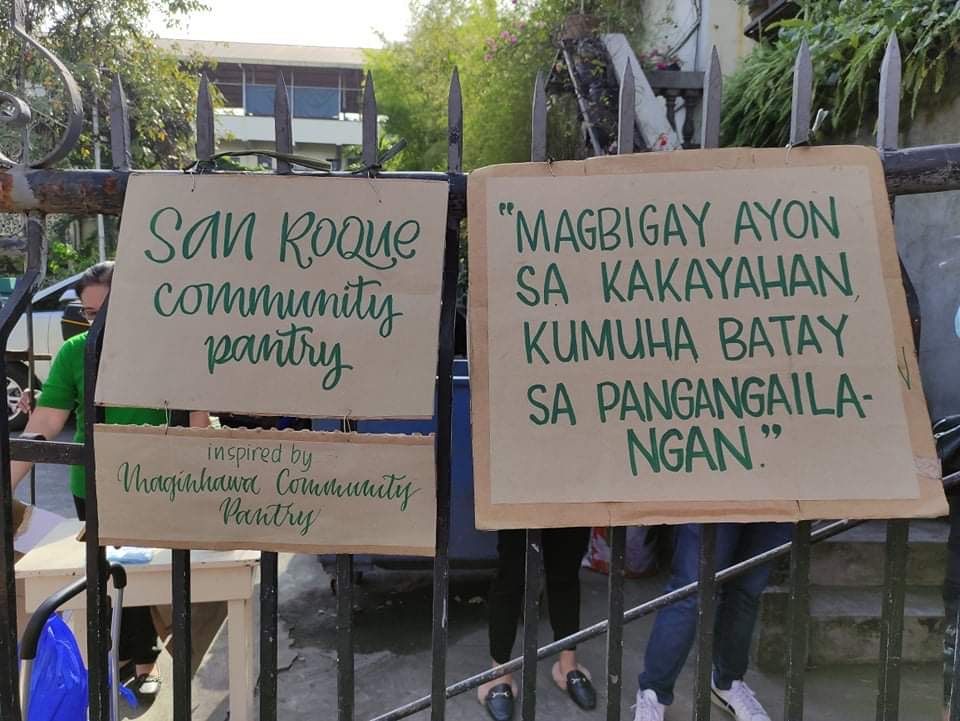 San Roque
community
pantry
inspired by
Maginhawa Community
Pantry
“MAGBIGAY AYON
SA KAKAYAHAN,
KUMUHA BATAY
SA PANGANGAILA-
NGAN.”